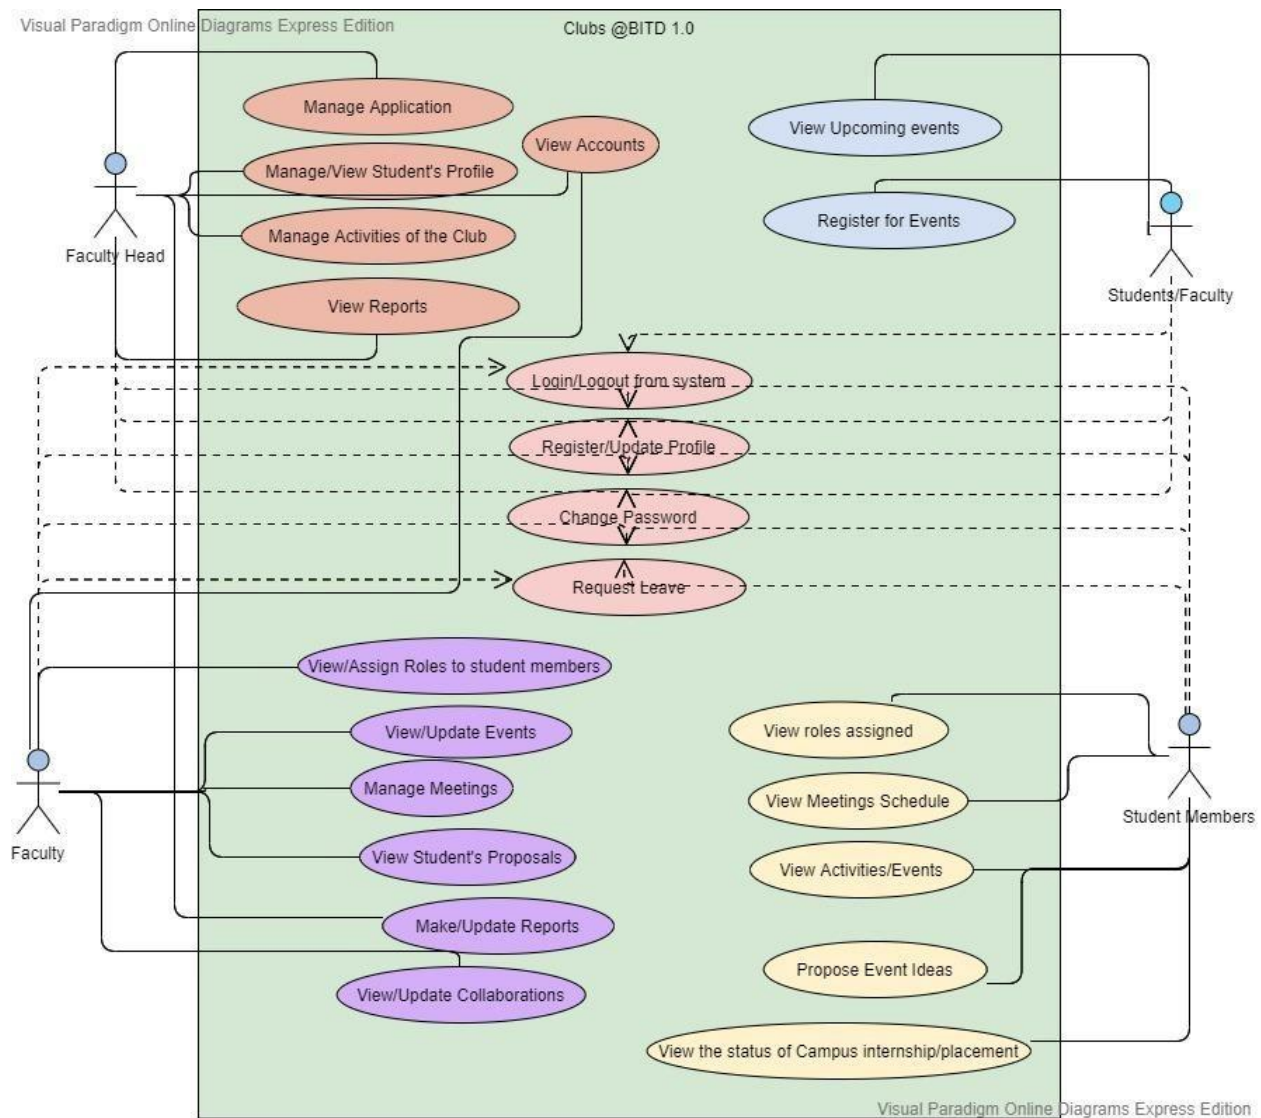 Visual Paradigm Online Diagrams Express Edition
Clubs @BITD 1.0
Manage Application
View Upcoming events
View Accounts
Manage/View Student's Profile
Register for Events
Manage Activities of the Club
Faculty Head
Students/Faculty
View Reports
Login/Logout from system
Register/Update Profile
Change Password
Request Leave
View/Assign Roles to student members
View/Update Events
View roles assigned
Manage Meetings
View Meetings Schedule
Student Members
Faculty
View Student's Proposals
View Activities/Events
Make/Update Reports
Propose Event Ideas
View/Update Collaborations
View the status of Campus internship/placement
Visual Paradigm Online Diagrams Express Edition